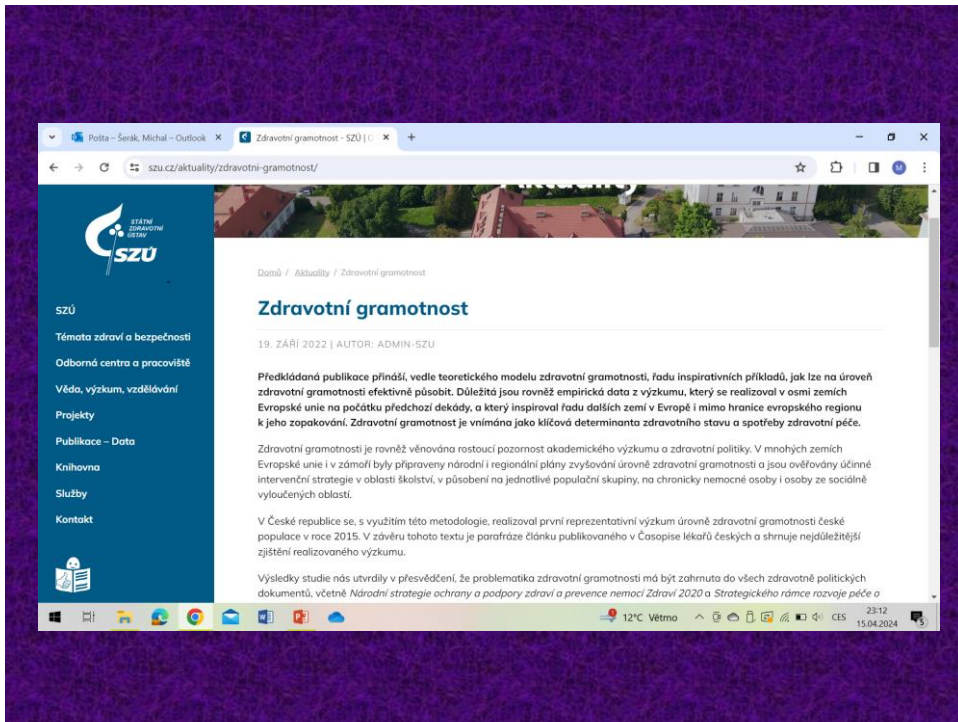 Pošta – Šerák, Michal – Outlook
Zdravotní gramotnost - SZÚ | O
szu.cz/aktuality/zdravotni-gramotnost/
M
Aktuality
STÁTNÍ
ZDRAVOTNÍ
ÚSTAV
SZÚ
SZÚ
Témata zdraví a bezpečnosti
Odborná centra a pracoviště
Věda, výzkum, vzdělávání
Projekty
Publikace – Data
Knihovna
Služby
Kontakt
Domů / Aktuality / Zdravotní gramotnost
Zdravotní gramotnost
19. ZÁŘÍ 2022 | AUTOR: ADMIN-SZU
Předkládaná publikace přináší, vedle teoretického modelu zdravotní gramotnosti, řadu inspirativních příkladů, jak lze na úroveň
zdravotní gramotnosti efektivně působit. Důležitá jsou rovněž empirická data z výzkumu, který se realizoval v osmi zemích
Evropské unie na počátku předchozí dekády, a který inspiroval řadu dalších zemí v Evropě i mimo hranice evropského regionu
k jeho zopakování. Zdravotní gramotnost je vnímána jako klíčová determinanta zdravotního stavu a spotřeby zdravotní péče.
Zdravotní gramotnosti je rovněž věnována rostoucí pozornost akademického výzkumu a zdravotní politiky. V mnohých zemích
Evropské unie i v zámoří byly připraveny národní i regionální plány zvyšování úrovně zdravotní gramotnosti a jsou ověřovány účinné
intervenční strategie v oblasti školství, v působení na jednotlivé populační skupiny, na chronicky nemocné osoby i osoby ze sociálně
vyloučených oblastí.
V České republice se, s využitím této metodologie, realizoval první reprezentativní výzkum úrovně zdravotní gramotnosti české
populace v roce 2015. V závěru tohoto textu je parafráze článku publikovaného v Časopise lékařů českých a shrnuje nejdůležitější
zjištění realizovaného výzkumu.
Výsledky studie nás utvrdily v přesvědčení, že problematika zdravotní gramotnosti má být zahrnuta do všech zdravotně politických
dokumentů, včetně Národní strategie ochrany a podpory zdraví a prevence nemocí Zdraví 2020 a Strategického rámce rozvoje péče o
12°C Větrno
CES
23:12
15.04.2024
5